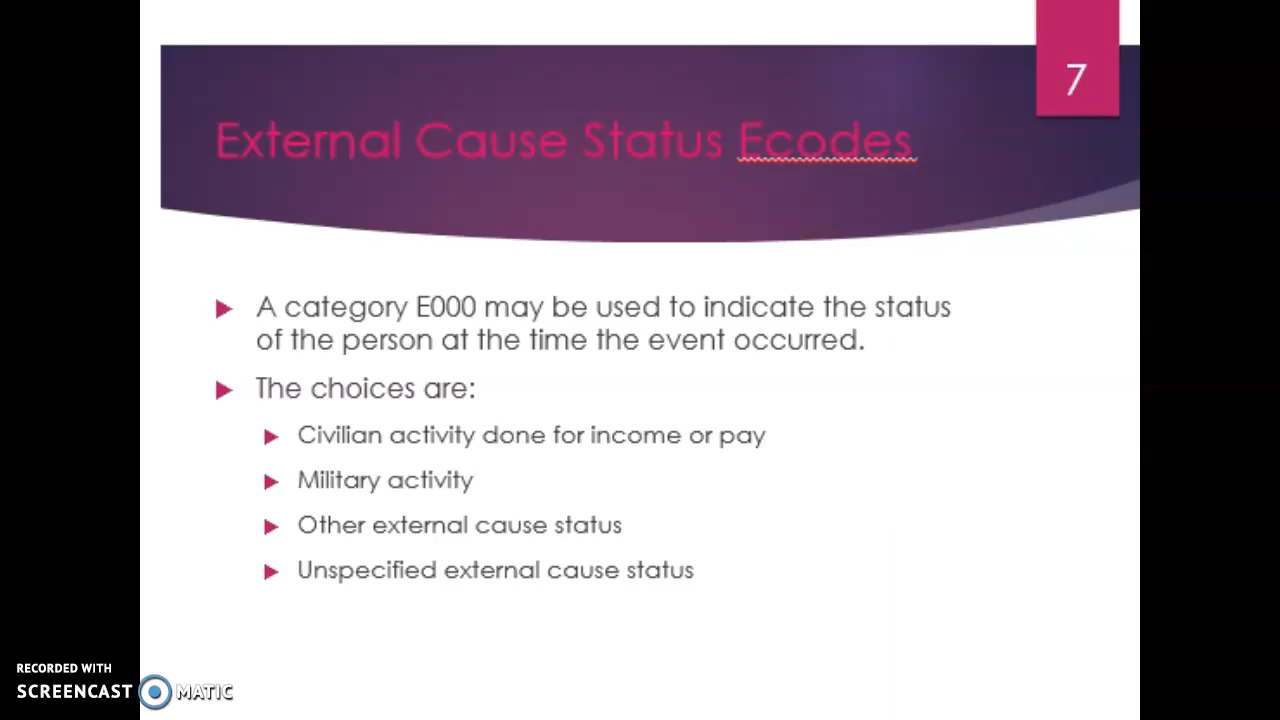 7
External Cause Status Ecodes
A category E000 may be used to indicate the status
of the person at the time the event occurred.
The choices are:
Civilian activity done for income or pay
Military activity
Other external cause status
Unspecified external cause status
RECORDED WITH
SCREENCAST MATIC